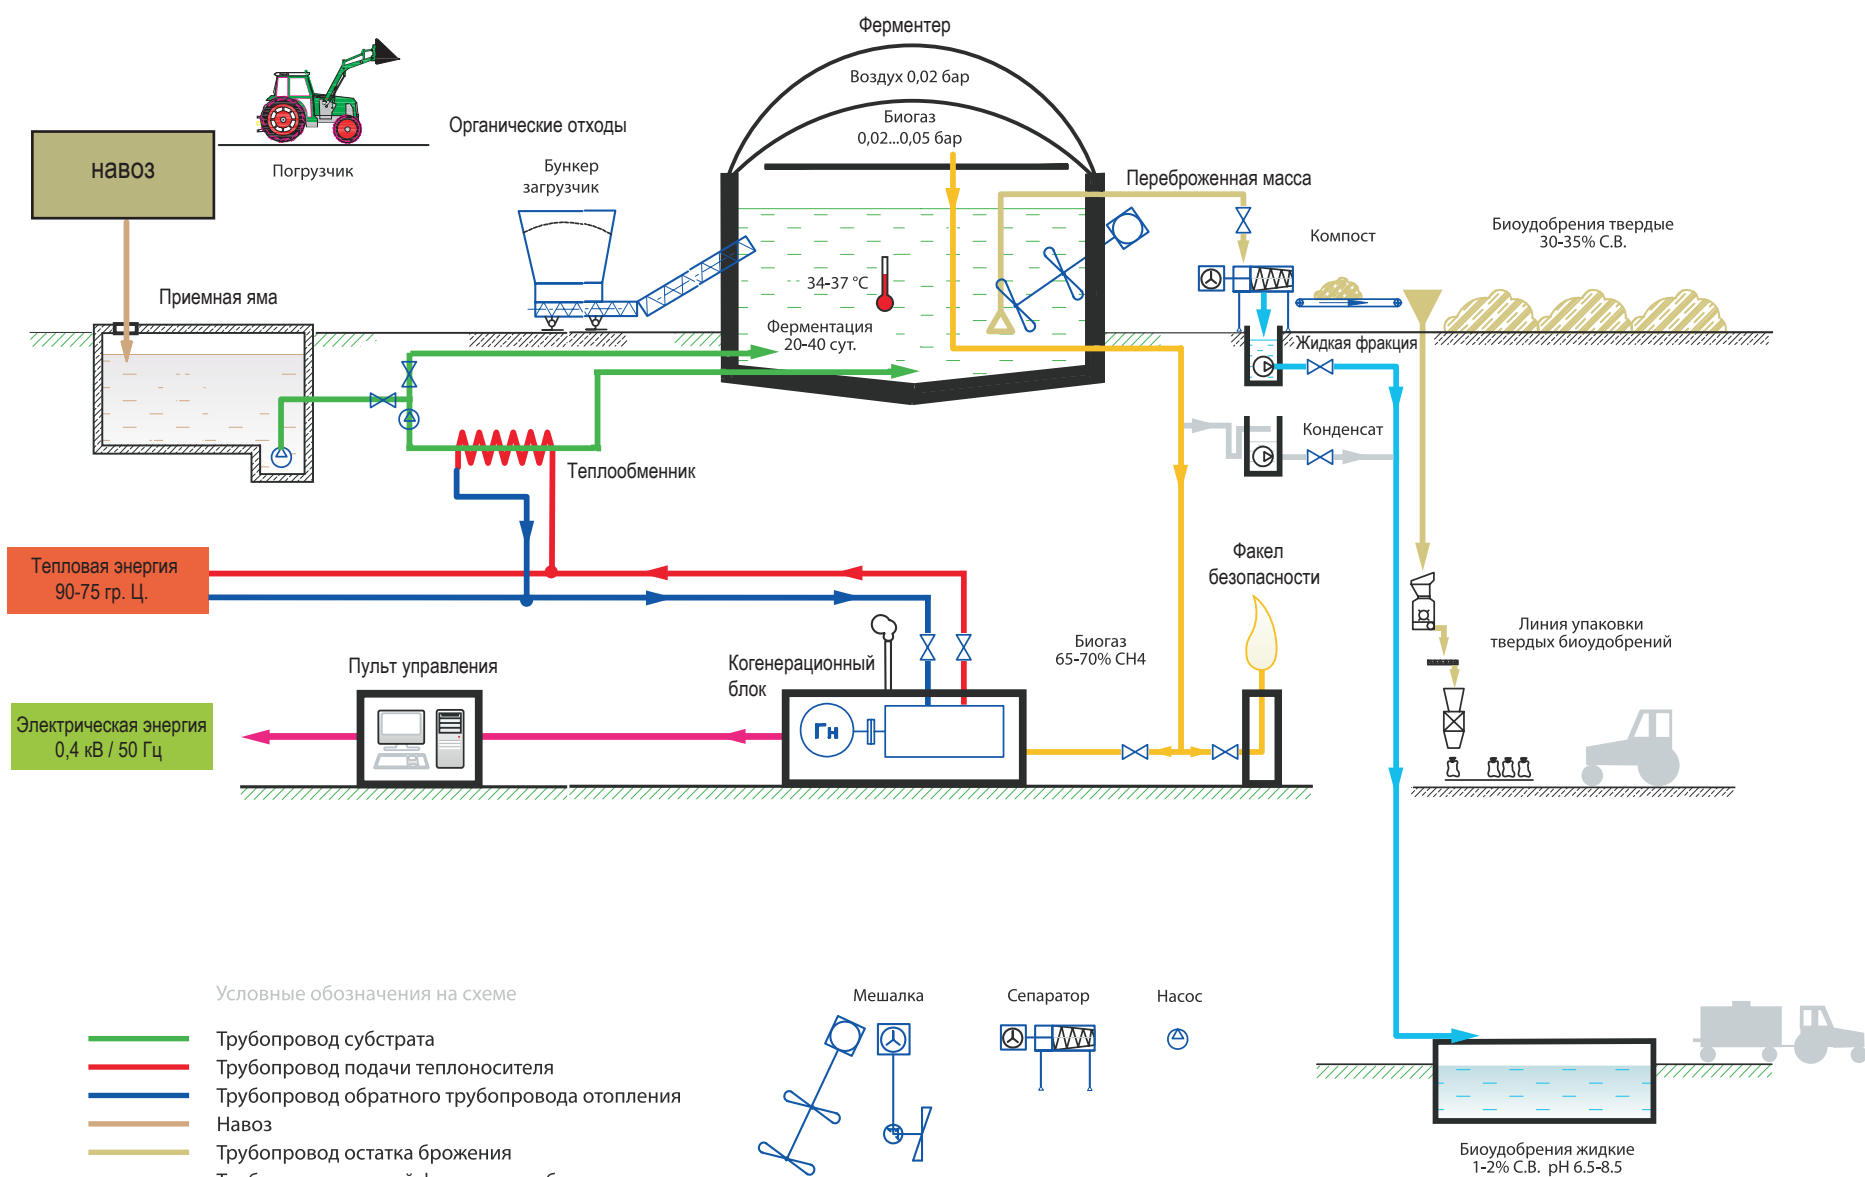 Ферментер
Воздух 0,02 бар
Биогаз
0,02...0,05 бар
Органические отходы
навоз
Погрузчик
Бункер
загрузчик
Переброженная масса
Компост
Биоудобрения твердые
30-35% С.В.
Приемная яма
34-37 °C
Ферментация
20-40 сут.
Жидкая фракция
Конденсат
Теплообменник
Тепловая энергия
90-75 гр. Ц.
Факел
безопасности
Биогаз
65-70% CH4
Линия упаковки
твердых биоудобрений
Пульт управления
Когенерационный
блок
Гн
Электрическая энергия
0,4 кВ / 50 Гц
Условные обозначения на схеме
Трубопровод субстрата
Трубопровод подачи теплоносителя
Трубопровод обратного трубопровода отопления
Навоз
Трубопровод остатка брожения
Мешалка
Сепаратор
Насос
Биоудобрения жидкие
1-2% С.В. pH 6.5-8.5